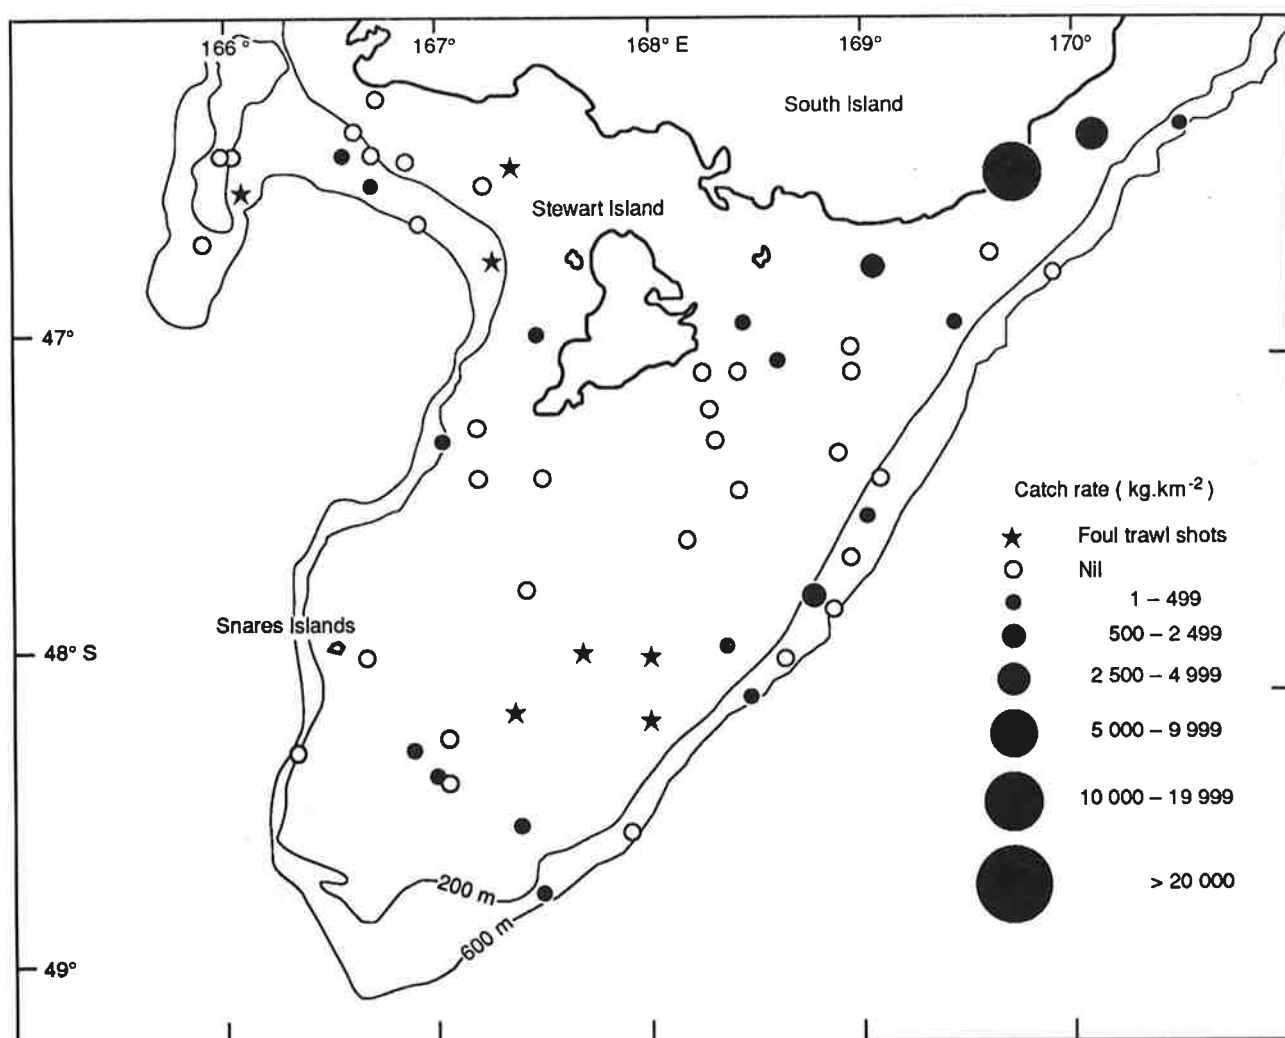 166° 167° 168° E 169° 170°
South Island
Stewart Island
47°
Catch rate ( kg.km-2 )
Foul trawl shots
Nil
1 – 499
Snares Islands
500 – 2 499
48° S
2 500 – 4 999
5 000 – 9 999
10 000 – 19 999
200 m
> 20 000
600 m
49°